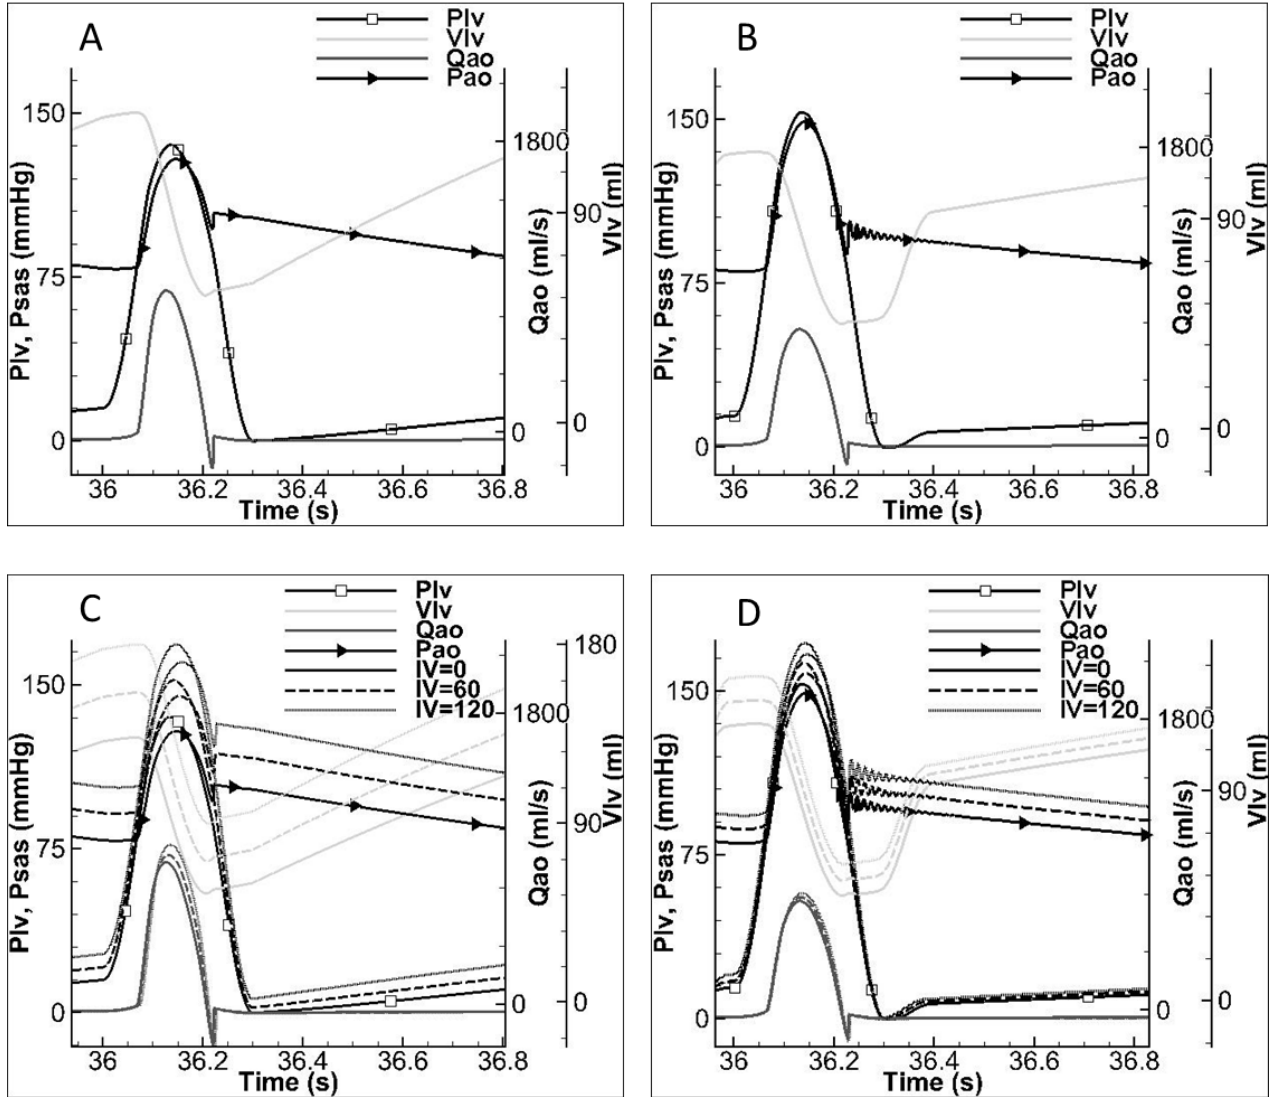 A
Plv
Vlv
Qao
Pao
150
75
0
Plv, Psas (mmHg)
1800
0
Qao (ml/s)
90
0
Vlv (ml)
36 36.2 36.4 36.6 36.8
Time (s)
B
Plv
Vlv
Qao
Pao
150
75
0
Plv, Psas (mmHg)
1800
0
Qao (ml/s)
90
0
Vlv (ml)
36 36.2 36.4 36.6 36.8
Time (s)
C
Plv
Vlv
Qao
Pao
IV=0
IV=60
IV=120
150
75
0
Plv, Psas (mmHg)
1800
0
Qao (ml/s)
180
90
0
Vlv (ml)
36 36.2 36.4 36.6 36.8
Time (s)
D
Plv
Vlv
Qao
Pao
IV=0
IV=60
IV=120
150
75
0
Plv, Psas (mmHg)
1800
0
Qao (ml/s)
90
0
Vlv (ml)
36 36.2 36.4 36.6 36.8
Time (s)